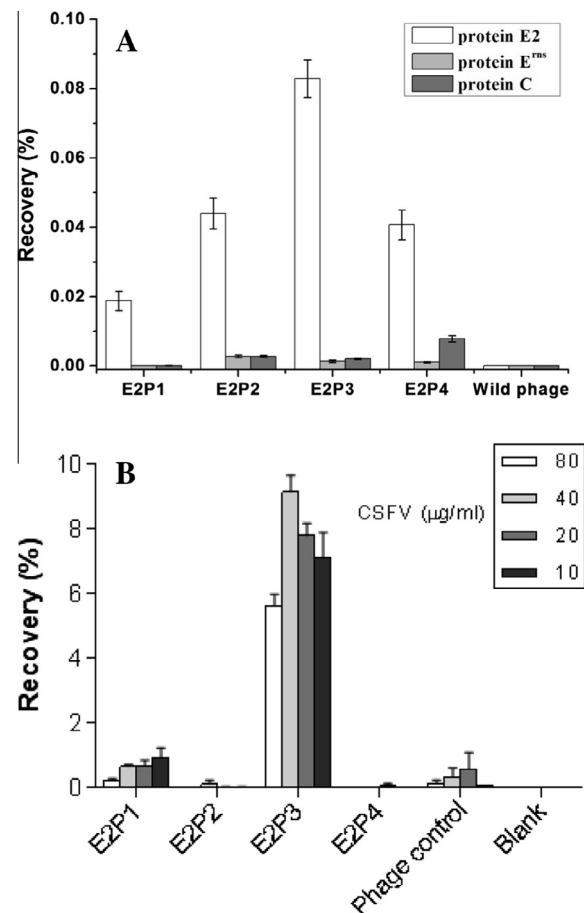 A
protein E2
protein E^rns
protein C
Recovery (%)
0.10
0.08
0.06
0.04
0.02
0.00
E2P1 E2P2 E2P3 E2P4 Wild phage
B
CSFV (µg/ml)
80
40
20
10
Recovery (%)
10
8
6
4
2
0
E2P1 E2P2 E2P3 E2P4 Phage control Blank